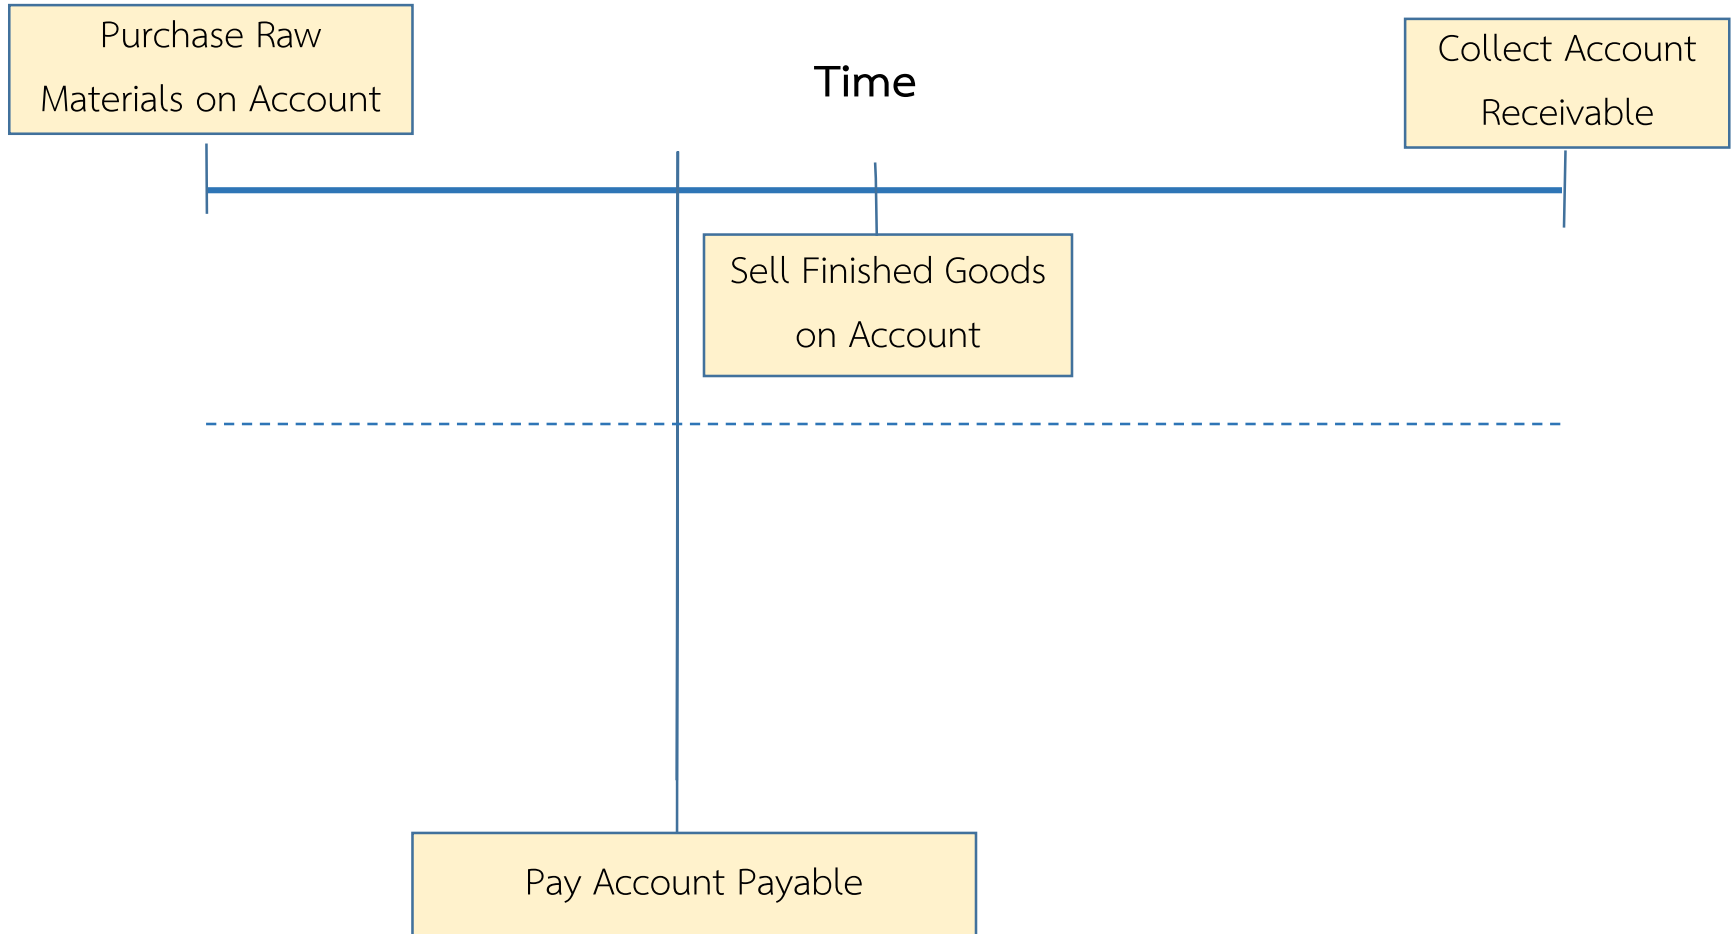 Purchase Raw
Materials on Account
Time
Collect Account
Receivable
Sell Finished Goods
on Account
Pay Account Payable